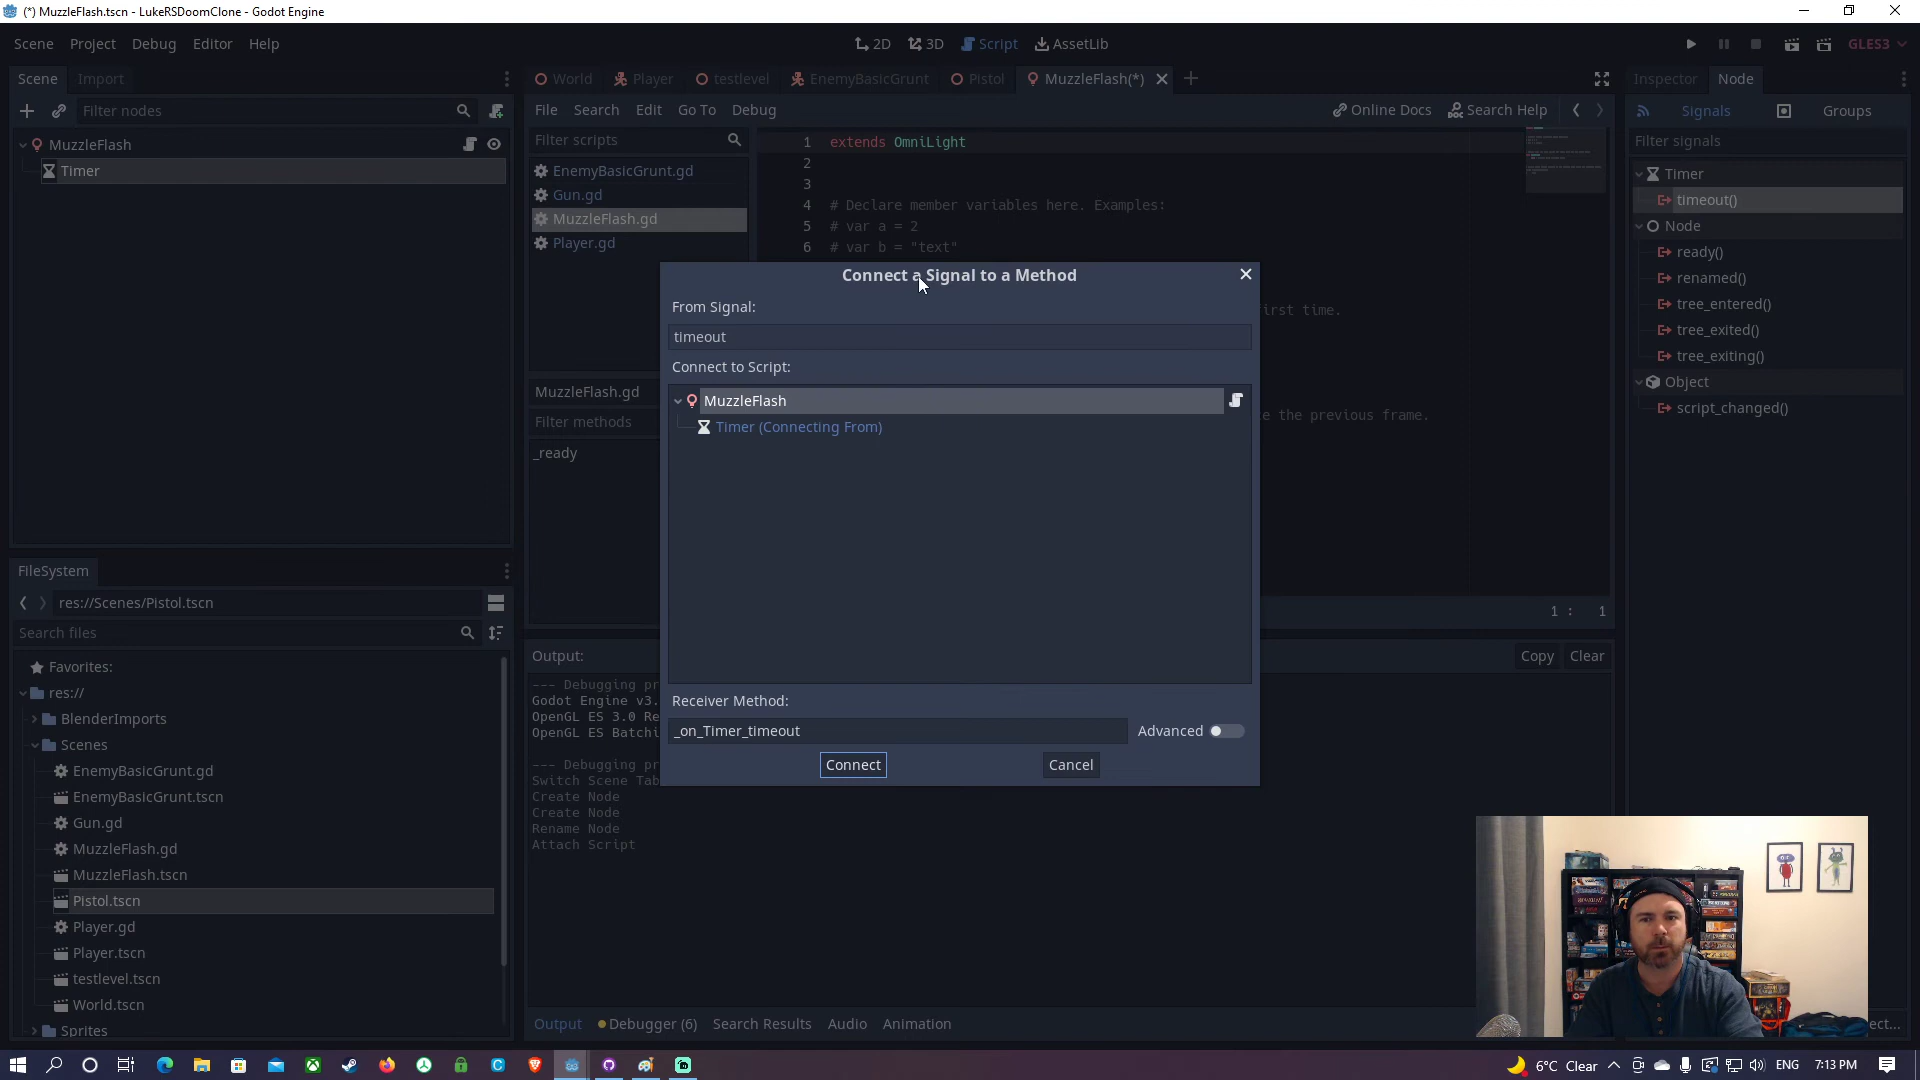 (*) MuzzleFlash.tscn - LukeRSDoomClone - Godot Engine
Scene Project Debug Editor Help
2D 3D Script AssetLib
GLES3
Scene Import
World Player testlevel EnemyBasicGrunt Pistol MuzzleFlash(*)
Inspector Node
Filter nodes
File Search Edit Go To Debug
Online Docs Search Help
Signals Groups
MuzzleFlash
Timer
Filter scripts
EnemyBasicGrunt.gd
Gun.gd
MuzzleFlash.gd
Player.gd
MuzzleFlash.gd
Filter methods
_ready
1 extends OmniLight
2
3
4 # Declare member variables here. Examples:
5 # var a = 2
6 # var b = "text"
irst time.
e the previous frame.
1 : 1
Filter signals
Timer
timeout()
Node
ready()
renamed()
tree_entered()
tree_exited()
tree_exiting()
Object
script_changed()
Connect a Signal to a Method
From Signal:
timeout
Connect to Script:
MuzzleFlash
Timer (Connecting From)
Receiver Method:
_on_Timer_timeout
Advanced
Connect Cancel
FileSystem
res://Scenes/Pistol.tscn
Search files
Favorites:
res://
BlenderImports
Scenes
EnemyBasicGrunt.gd
EnemyBasicGrunt.tscn
Gun.gd
MuzzleFlash.gd
MuzzleFlash.tscn
Pistol.tscn
Player.gd
Player.tscn
testlevel.tscn
World.tscn
Sprites
Output:
Copy Clear
--- Debugging pr
Godot Engine v3.
OpenGL ES 3.0 Re
OpenGL ES Batchi
--- Debugging pr
Switch Scene Tab
Create Node
Create Node
Rename Node
Attach Script
Output Debugger (6) Search Results Audio Animation
ect...
6°C Clear
ENG
7:13 PM